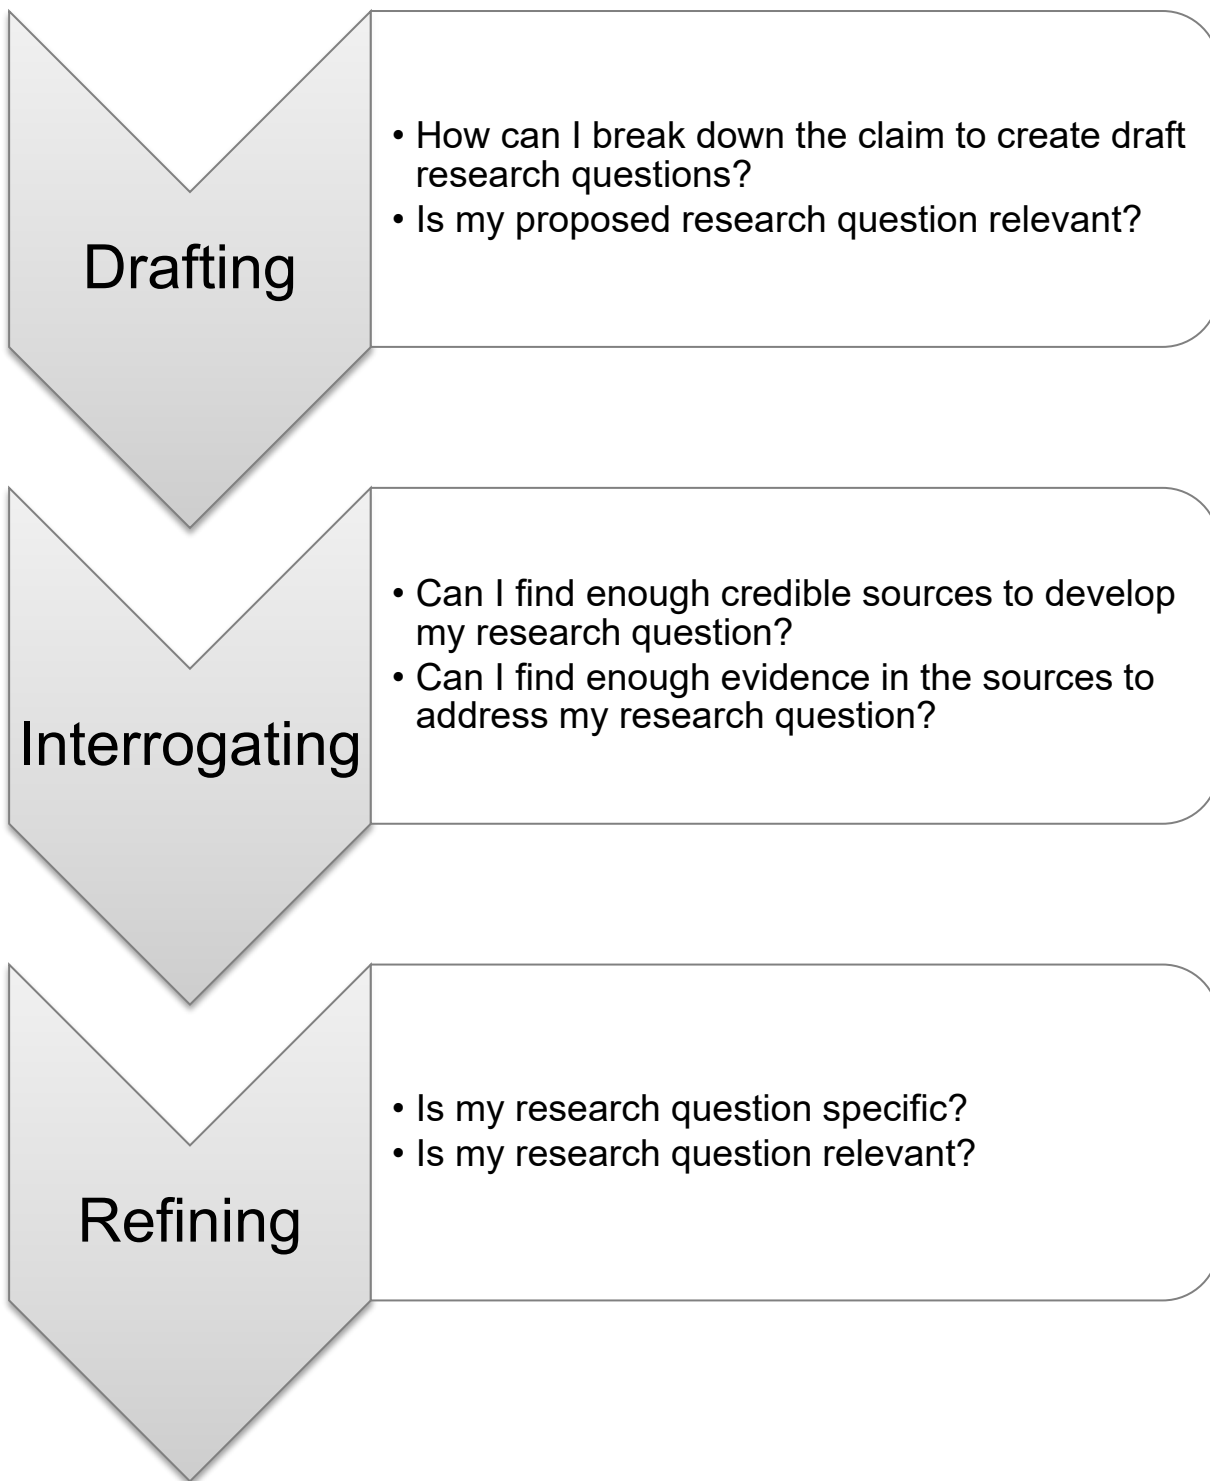 Drafting
• How can I break down the claim to create draft
research questions?
• Is my proposed research question relevant?
Interrogating
• Can I find enough credible sources to develop
my research question?
• Can I find enough evidence in the sources to
address my research question?
Refining
• Is my research question specific?
• Is my research question relevant?